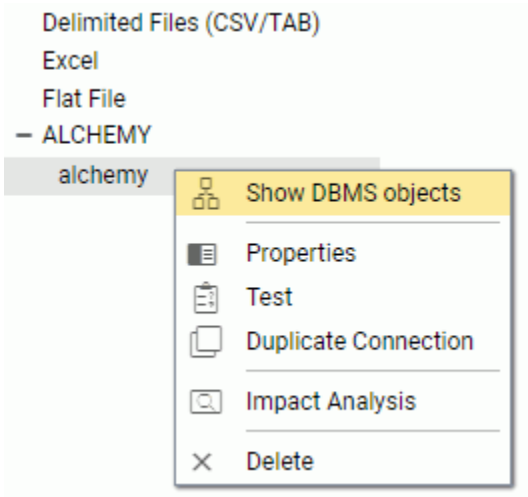 Delimited Files (CSV/TAB)
Excel
Flat File
– ALCHEMY
alchemy
Show DBMS objects
Properties
Test
Duplicate Connection
Impact Analysis
Delete